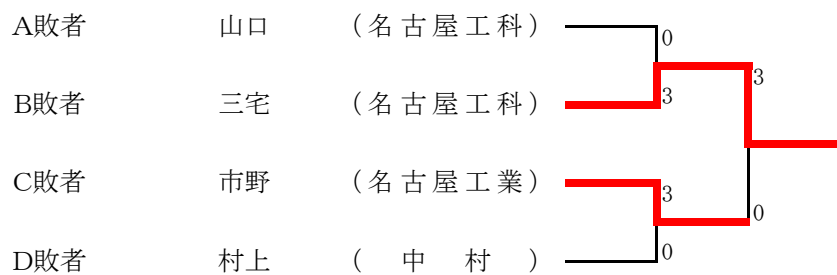 A敗者 山口 （名古屋工科） 0
3
B敗者 三宅 （名古屋工科） 3
C敗者 市野 （名古屋工業） 3
0
D敗者 村上 （ 中 村 ） 0